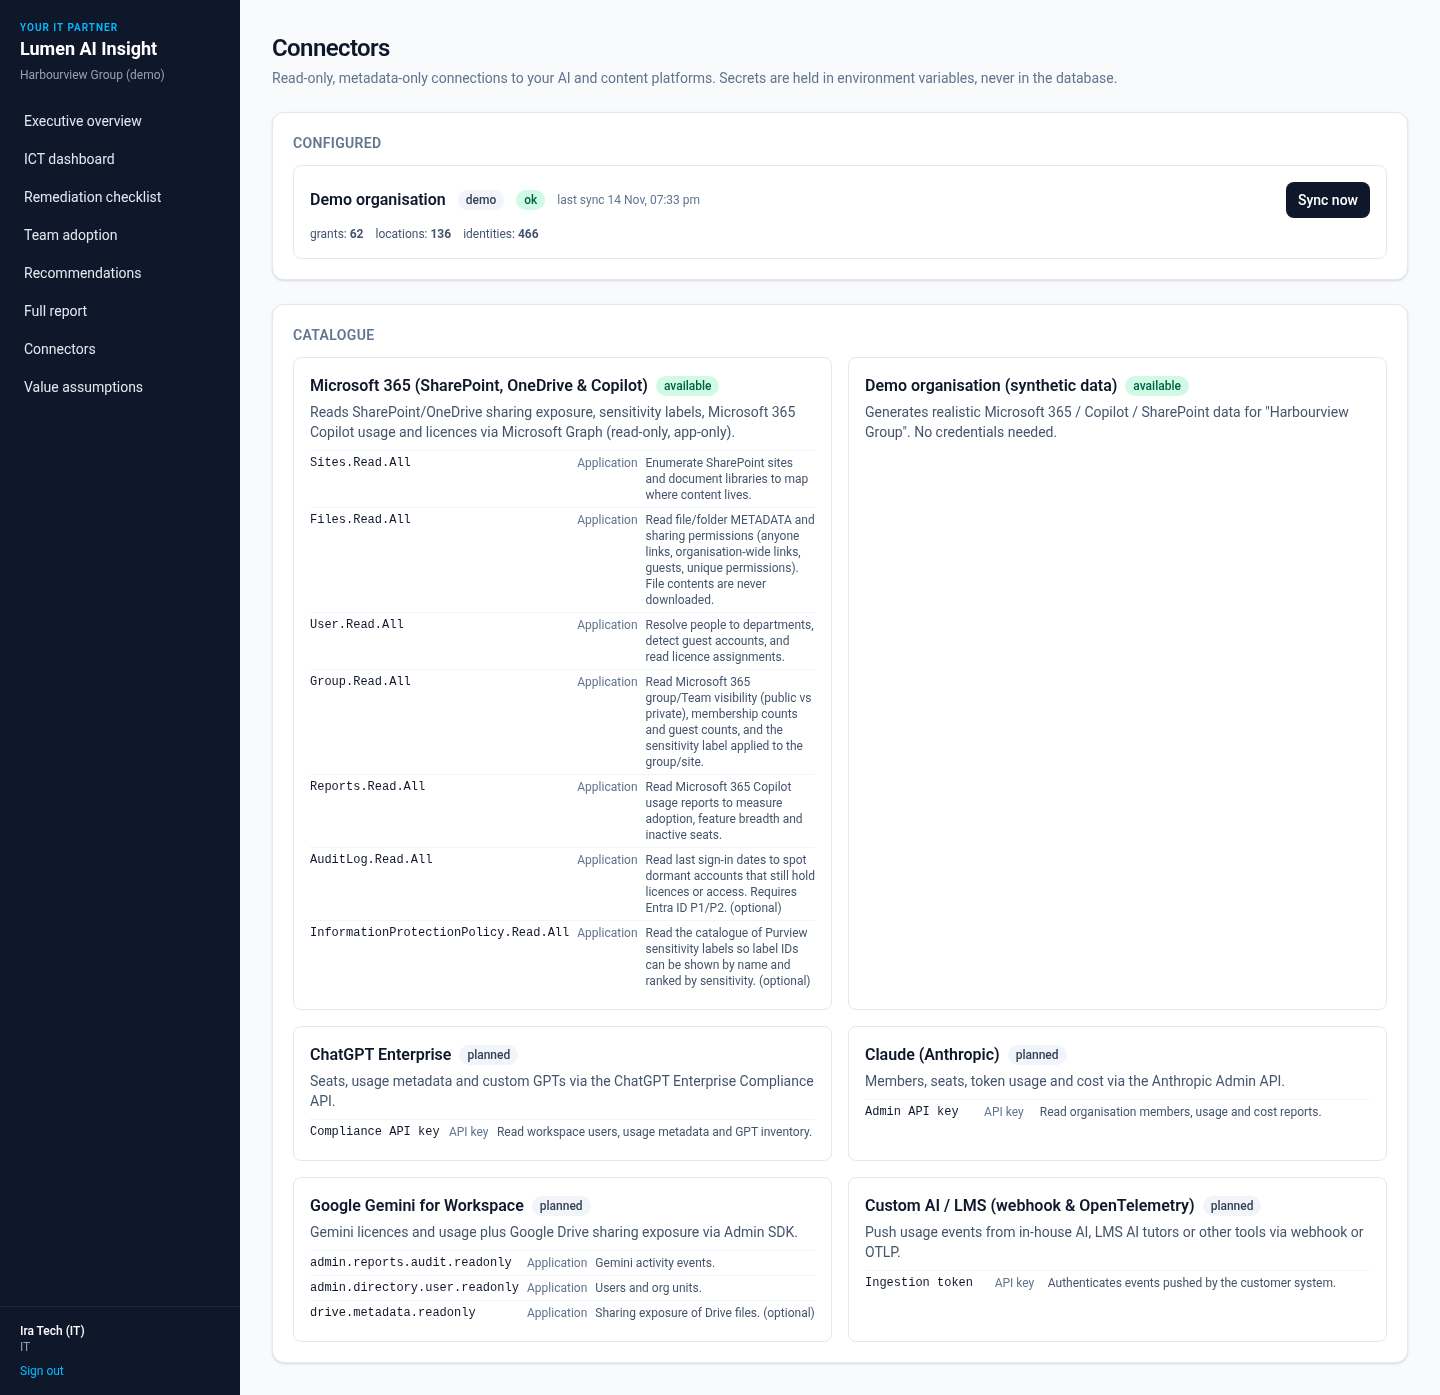 YOUR IT PARTNER
Lumen AI Insight
Harbourview Group (demo)
Executive overview
ICT dashboard
Remediation checklist
Team adoption
Recommendations
Full report
Connectors
Value assumptions
Ira Tech (IT)
IT
Sign out
Connectors
Read-only, metadata-only connections to your AI and content platforms. Secrets are held in environment variables, never in the database.
CONFIGURED
Demo organisation demo ok last sync 14 Nov, 07:33 pm
Sync now
grants: 62 locations: 136 identities: 466
CATALOGUE
Microsoft 365 (SharePoint, OneDrive & Copilot) available
Reads SharePoint/OneDrive sharing exposure, sensitivity labels, Microsoft 365
Copilot usage and licences via Microsoft Graph (read-only, app-only).
Sites.Read.All Application Enumerate SharePoint sites
and document libraries to map
where content lives.
Files.Read.All Application Read file/folder METADATA and
sharing permissions (anyone
links, organisation-wide links,
guests, unique permissions).
File contents are never
downloaded.
User.Read.All Application Resolve people to departments,
detect guest accounts, and
read licence assignments.
Group.Read.All Application Read Microsoft 365
group/Team visibility (public vs
private), membership counts
and guest counts, and the
sensitivity label applied to the
group/site.
Reports.Read.All Application Read Microsoft 365 Copilot
usage reports to measure
adoption, feature breadth and
inactive seats.
AuditLog.Read.All Application Read last sign-in dates to spot
dormant accounts that still hold
licences or access. Requires
Entra ID P1/P2. (optional)
InformationProtectionPolicy.Read.All Application Read the catalogue of Purview
sensitivity labels so label IDs
can be shown by name and
ranked by sensitivity. (optional)
Demo organisation (synthetic data) available
Generates realistic Microsoft 365 / Copilot / SharePoint data for "Harbourview
Group". No credentials needed.
ChatGPT Enterprise planned
Seats, usage metadata and custom GPTs via the ChatGPT Enterprise Compliance
API.
Compliance API key API key Read workspace users, usage metadata and GPT inventory.
Claude (Anthropic) planned
Members, seats, token usage and cost via the Anthropic Admin API.
Admin API key API key Read organisation members, usage and cost reports.
Google Gemini for Workspace planned
Gemini licences and usage plus Google Drive sharing exposure via Admin SDK.
admin.reports.audit.readonly Application Gemini activity events.
admin.directory.user.readonly Application Users and org units.
drive.metadata.readonly Application Sharing exposure of Drive files. (optional)
Custom AI / LMS (webhook & OpenTelemetry) planned
Push usage events from in-house AI, LMS AI tutors or other tools via webhook or
OTLP.
Ingestion token API key Authenticates events pushed by the customer system.